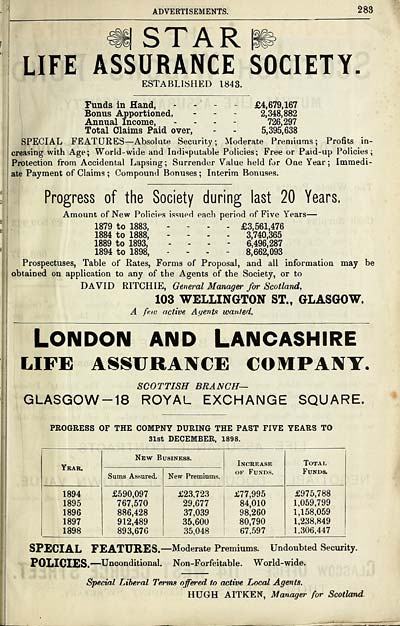 ADVERTISEMENTS. 283
STAR
LIFE ASSURANCE SOCIETY.
ESTABLISHED 1843.
Funds in Hand, - - - - £4,679,167
Bonus Apportioned, - - - 2,348,882
Annual Income, - - - - 726,297
Total Claims Paid over, - - 5,395,638
SPECIAL FEATURES—Absolute Security; Moderate Premiums; Profits in-
creasing with Age; World-wide and Indisputable Policies; Free or Paid-up Policies;
Protection from Accidental Lapsing; Surrender Value held for One Year; Immedi-
ate Payment of Claims; Compound Bonuses; Interim Bonuses.
Progress of the Society during last 20 Years.
Amount of New Policies issued each period of Five Years—
1879 to 1883, - - - - £3,561,476
1884 to 1888, - - - - 3,740,365
1889 to 1893, - - - - 6,496,287
1894 to 1898, - - - - 8,662,093
Prospectuses, Table of Rates, Forms of Proposal, and all information may be
obtained on application to any of the Agents of the Society, or to
DAVID RITCHIE, General Manager for Scotland,
103 WELLINGTON ST., GLASGOW.
A few active Agents wanted.
LONDON AND LANCASHIRE
LIFE ASSURANCE COMPANY.
SCOTTISH BRANCH—
GLASGOW—18 ROYAL EXCHANGE SQUARE.
PROGRESS OF THE COMPNY DURING THE PAST FIVE YEARS TO
31st DECEMBER, 1898.
YEAR. NEW BUSINESS. INCREASE OF FUNDS. TOTAL FUNDS.
Sums Assured. New Premiums.
1894 £590,097 £23,723 £77,995 £975,788
1895 767,570 29,677 84,010 1,059,799
1896 886,428 37,039 98,260 1,158,059
1897 912,489 35,600 80,790 1,238,849
1898 893,676 35,048 67,597 1,306,447
SPECIAL FEATURES.—Moderate Premiums. Undoubted Security.
POLICIES.—Unconditional. Non-Forfeitable. World-wide.
Special Liberal Terms offered to active Local Agents.
HUGH AITKEN, Manager for Scotland.